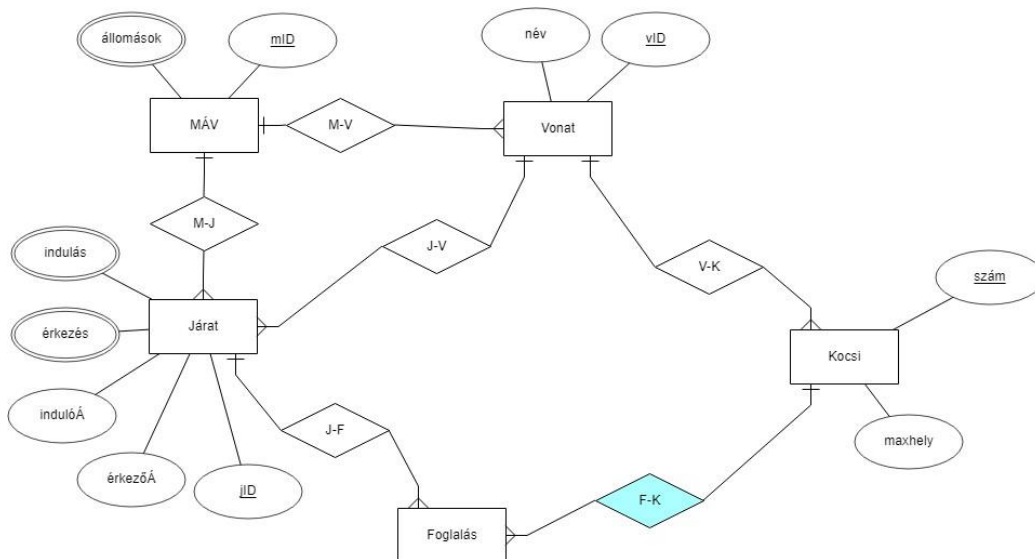 állomások
mID
név
vID
MÁV
M-V
Vonat
M-J
J-V
V-K
indulás
szám
érkezés
Járat
Kocsi
indulóÁ
J-F
maxhely
érkezőÁ
jID
F-K
Foglalás